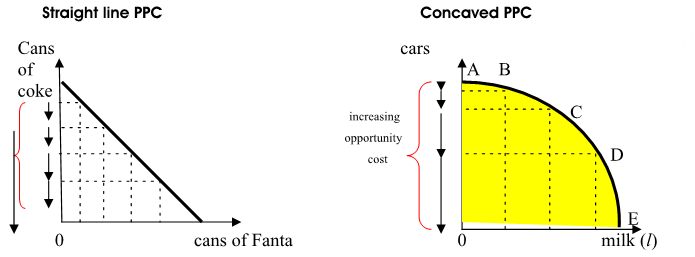 Straight line PPC
Cans
of
coke
0
cans of Fanta
Concaved PPC
cars
A
B
C
D
E
increasing
opportunity
cost
0
milk (l)